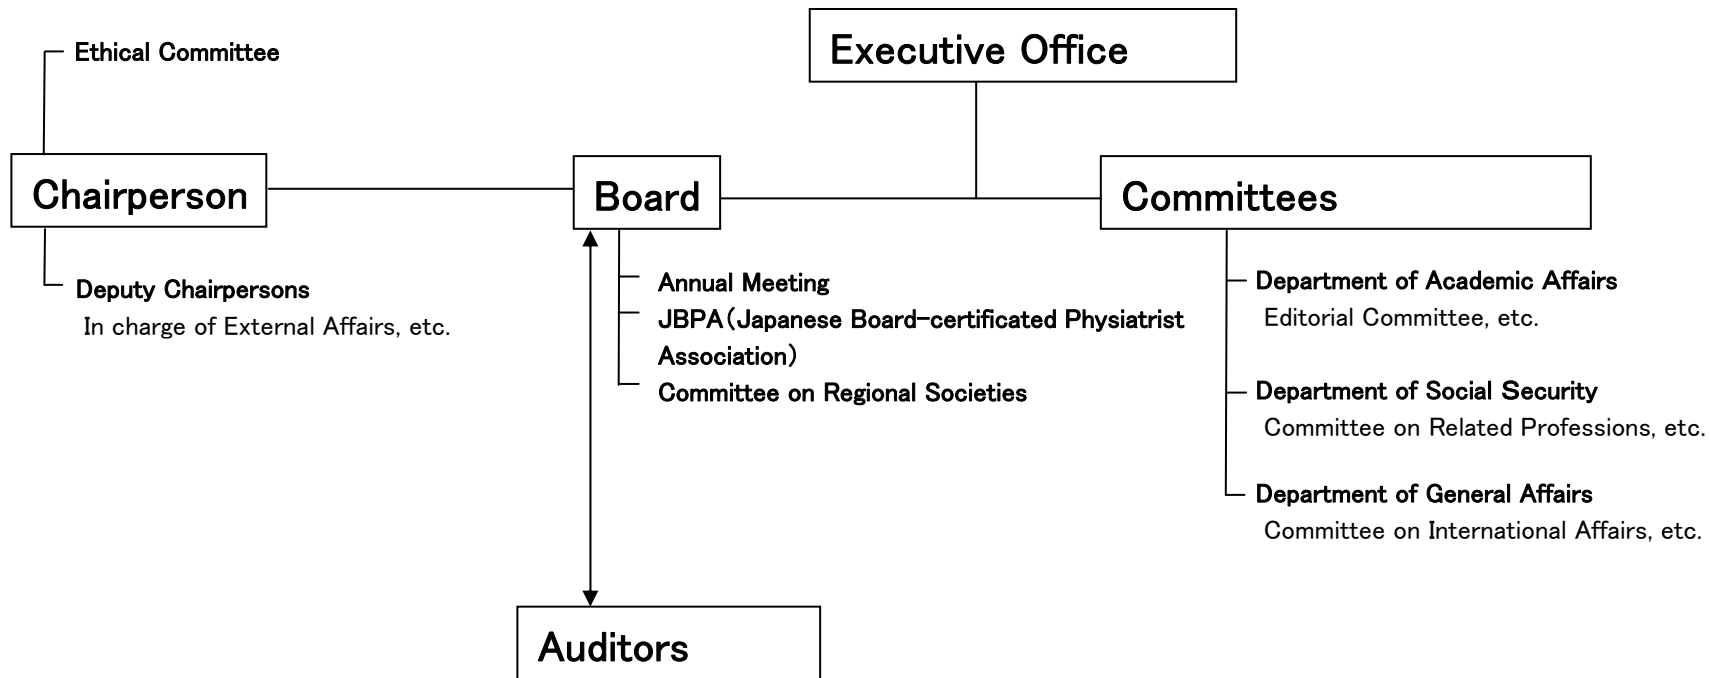 Ethical Committee
Executive Office
Chairperson
Board
Committees
Deputy Chairpersons
In charge of External Affairs, etc.
Annual Meeting
JBPA（Japanese Board-certificated Physiatrist
Association）
Committee on Regional Societies
Department of Academic Affairs
Editorial Committee, etc.
Department of Social Security
Committee on Related Professions, etc.
Department of General Affairs
Committee on International Affairs, etc.
Auditors